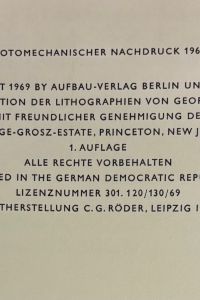 OTOMECHANISCHER NACHDRUCK 196
T 1969 BY AUFBAU-VERLAG BERLIN UN
TION DER LITHOGRAPHIEN VON GEOR
MIT FREUNDLICHER GENEHMIGUNG DE
GE-GROSZ-ESTATE, PRINCETON, NEW J
1. AUFLAGE
ALLE RECHTE VORBEHALTEN
ED IN THE GERMAN DEMOCRATIC REP
LIZENZNUMMER 301. 120/130/69
THERSTELLUNG C. G. RÖDER, LEIPZIG I